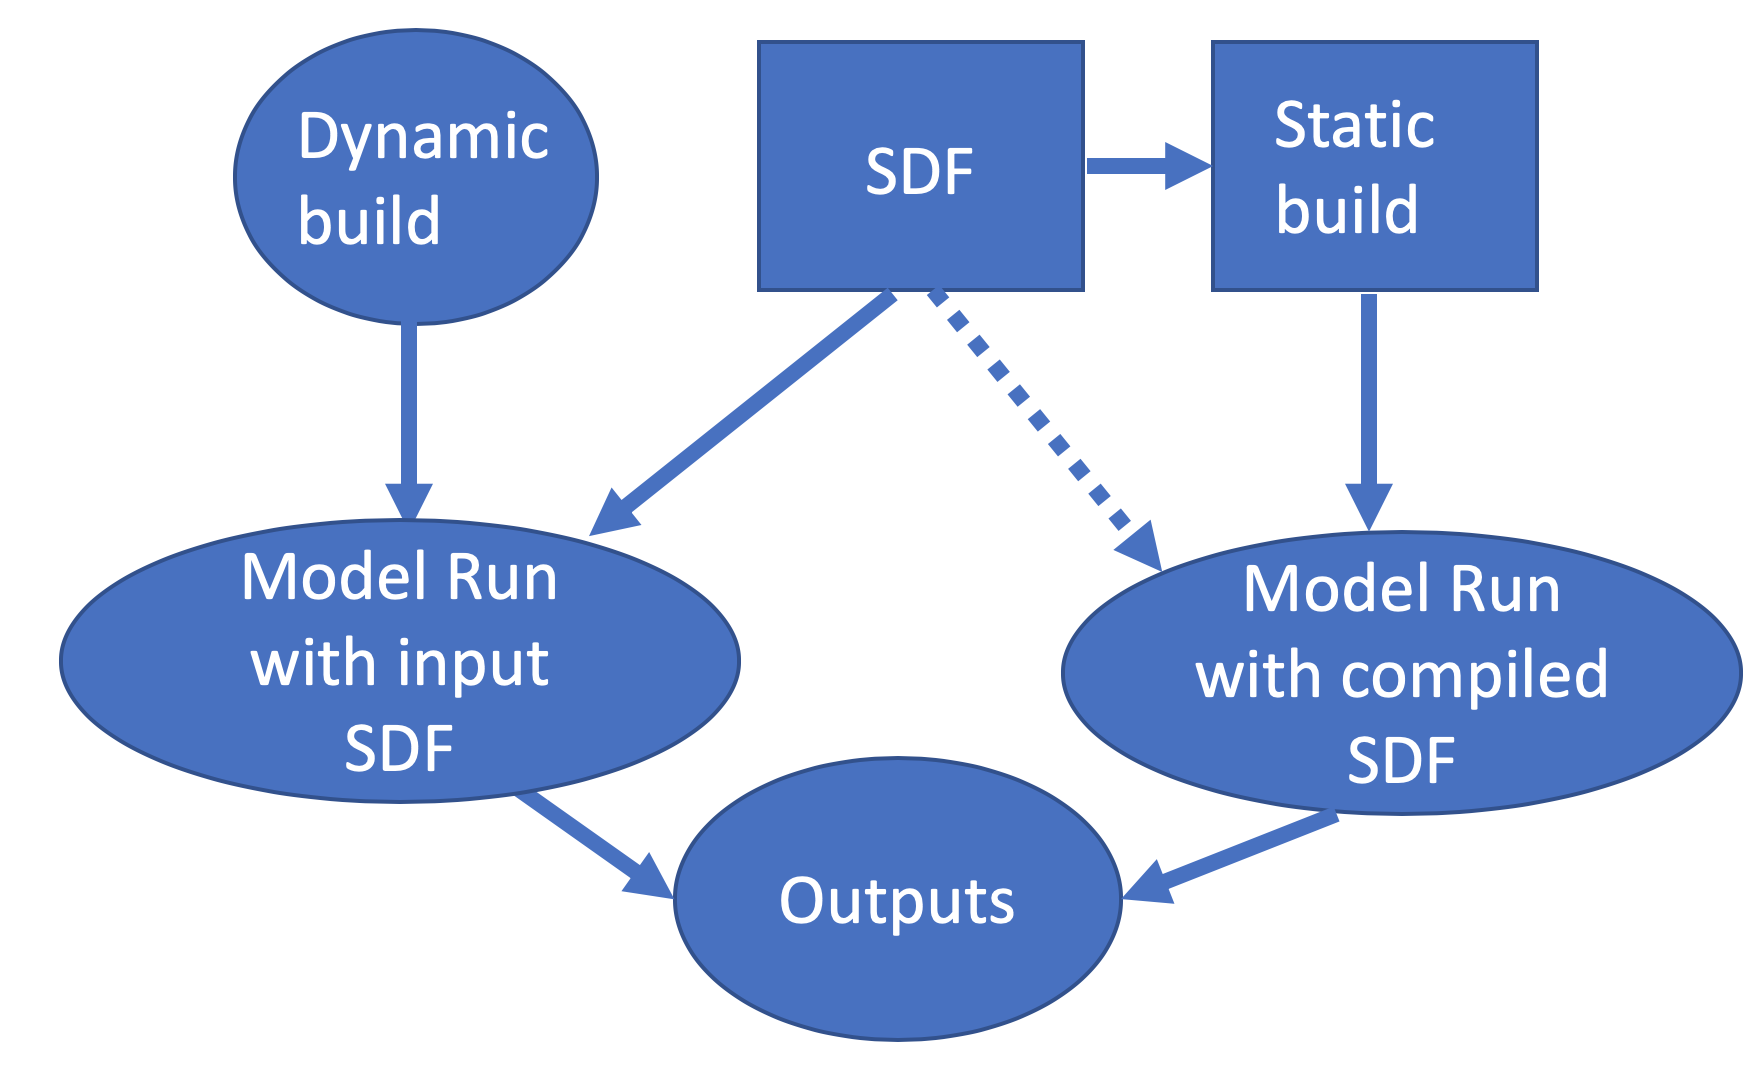 Dynamic
build
SDF
Static
build
Model Run
with input
SDF
Model Run
with compiled
SDF
Outputs